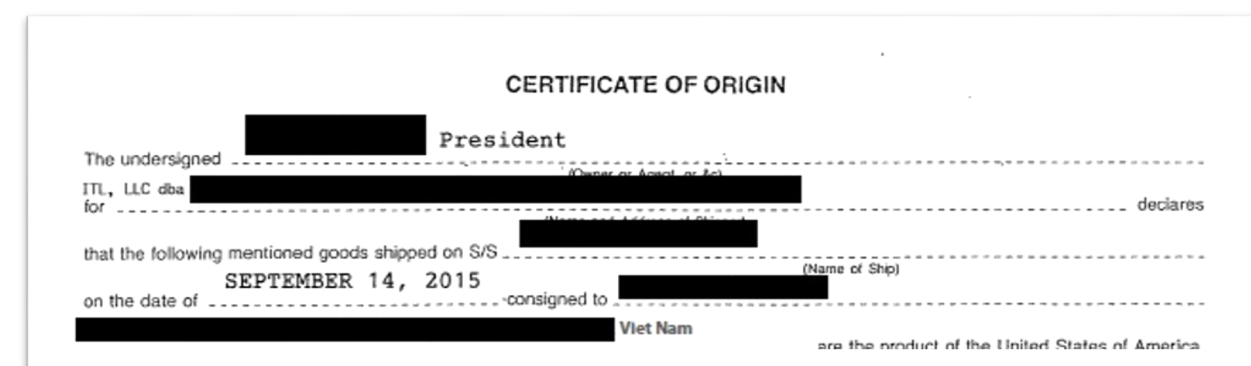 CERTIFICATE OF ORIGIN
President
The undersigned
(Owner or Agent, or &c)
ITL, LLC dba
for declares
(Name and Address of Shipper)
that the following mentioned goods shipped on S/S
(Name of Ship)
SEPTEMBER 14, 2015
on the date of consigned to
Viet Nam
are the product of the United States of America